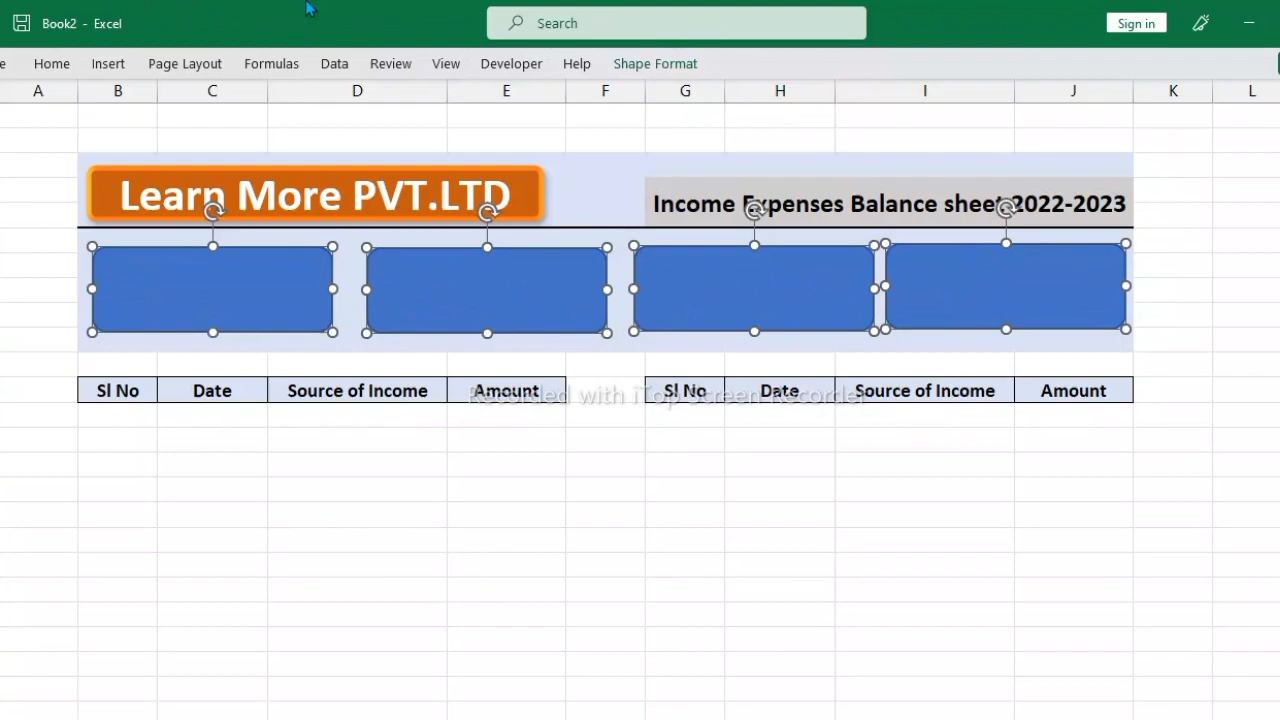 Book2 - Excel
Search
Sign in
e Home Insert Page Layout Formulas Data Review View Developer Help Shape Format
A B C D E F G H I J K L
Learn More PVT.LTD
Income Expenses Balance sheet 2022-2023
Sl No Date Source of Income Amount Sl No Date Source of Income Amount
Recorded with iTop Screen Recorder